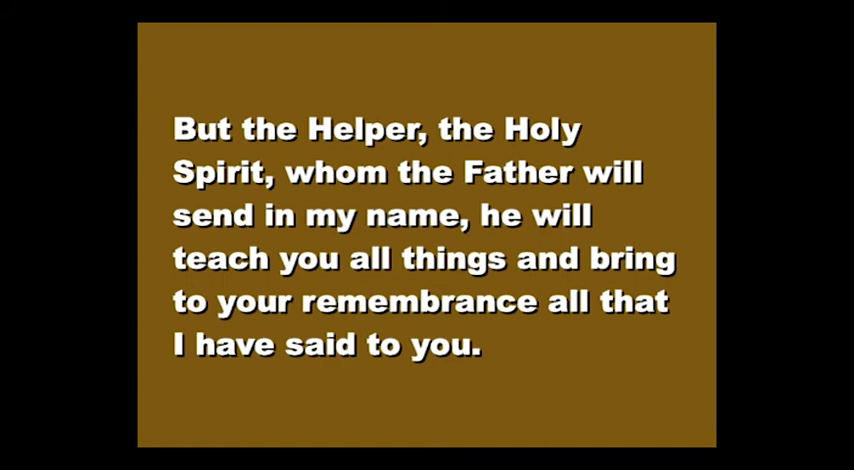 But the Helper, the Holy
Spirit, whom the Father will
send in my name, he will
teach you all things and bring
to your remembrance all that
I have said to you.